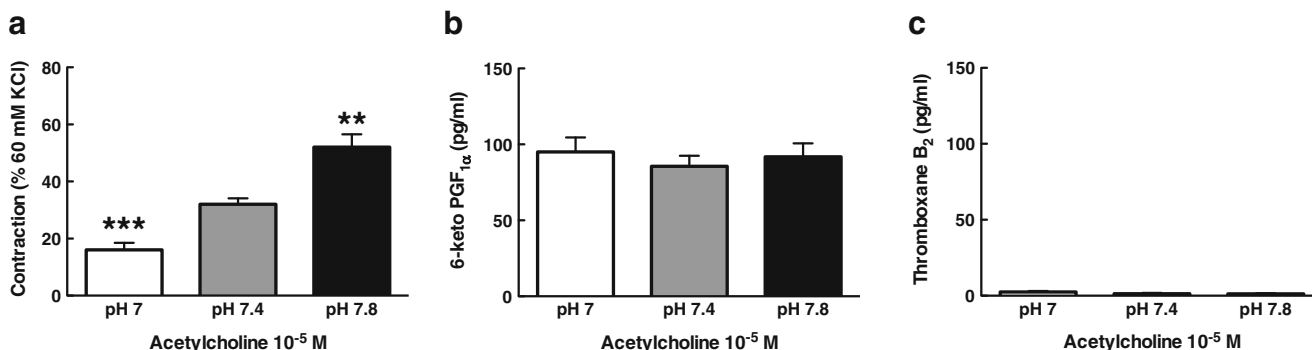 a
Contraction (% 60 mM KCl)
80
60
40
20
0
***
**
pH 7 pH 7.4 pH 7.8
Acetylcholine 10⁻⁵ M
b
6-keto PGF₁α (pg/ml)
150
100
50
0
pH 7 pH 7.4 pH 7.8
Acetylcholine 10⁻⁵ M
c
Thromboxane B₂ (pg/ml)
150
100
50
0
pH 7 pH 7.4 pH 7.8
Acetylcholine 10⁻⁵ M